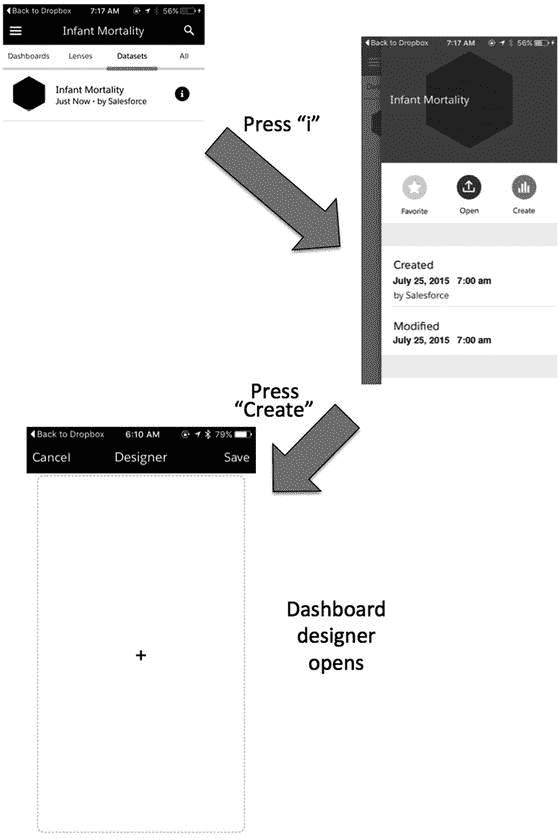 Back to Dropbox 7:17 AM 56%
Infant Mortality
Dashboards Lenses Datasets All
Infant Mortality
Just Now • by Salesforce
i
Press “i”
Back to Dropbox 7:17 AM 56%
Infant Mortality
Favorite Open Create
Created
July 25, 2015 7:00 am
by Salesforce
Modified
July 25, 2015 7:00 am
Press
“Create”
Back to Dropbox 6:10 AM 79%
Cancel Designer Save
+
Dashboard
designer
opens